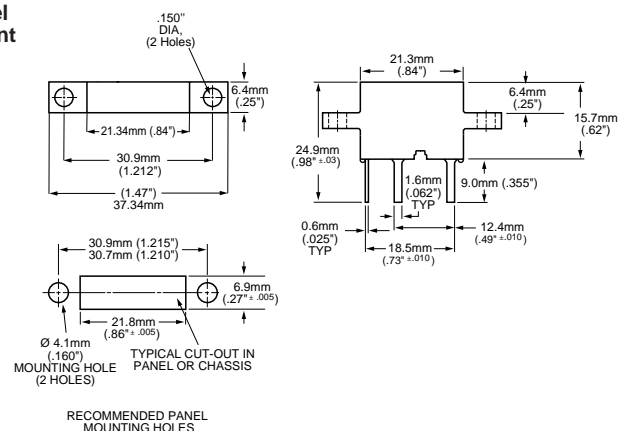 el
nt
.150"
DIA,
(2 Holes)
6.4mm
(.25")
21.34mm (.84")
30.9mm
(1.212")
(1.47")
37.34mm
21.3mm
(.84")
6.4mm
(.25")
15.7mm
(.62")
24.9mm
(.98" ±.03)
1.6mm
(.062")
TYP
9.0mm (.355")
0.6mm
(.025")
TYP
12.4mm
(.49" ±.010)
18.5mm
(.73" ±.010)
30.9mm (1.215")
30.7mm (1.210")
6.9mm
(.27" ± .005)
21.8mm
(.86" ± .005)
Ø 4.1mm
(.160")
MOUNTING HOLE
(2 HOLES)
TYPICAL CUT-OUT IN
PANEL OR CHASSIS
RECOMMENDED PANEL
MOUNTING HOLES